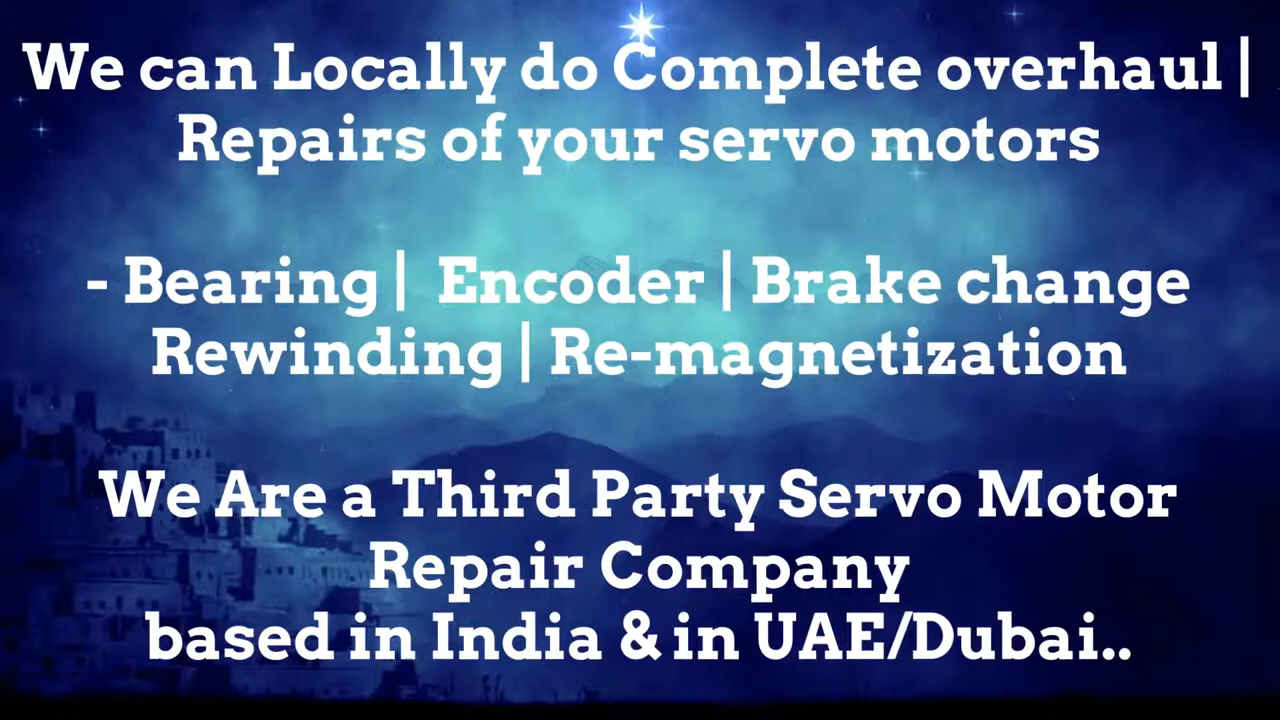 We can Locally do Complete overhaul |
Repairs of your servo motors
- Bearing | Encoder | Brake change
Rewinding | Re-magnetization
We Are a Third Party Servo Motor
Repair Company
based in India & in UAE/Dubai..